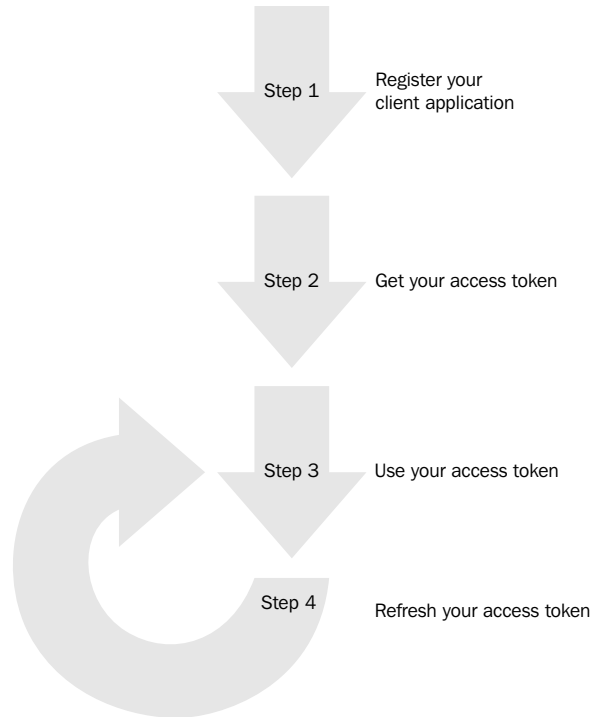 Step 1
Register your
client application
Step 2
Get your access token
Step 3
Use your access token
Step 4
Refresh your access token